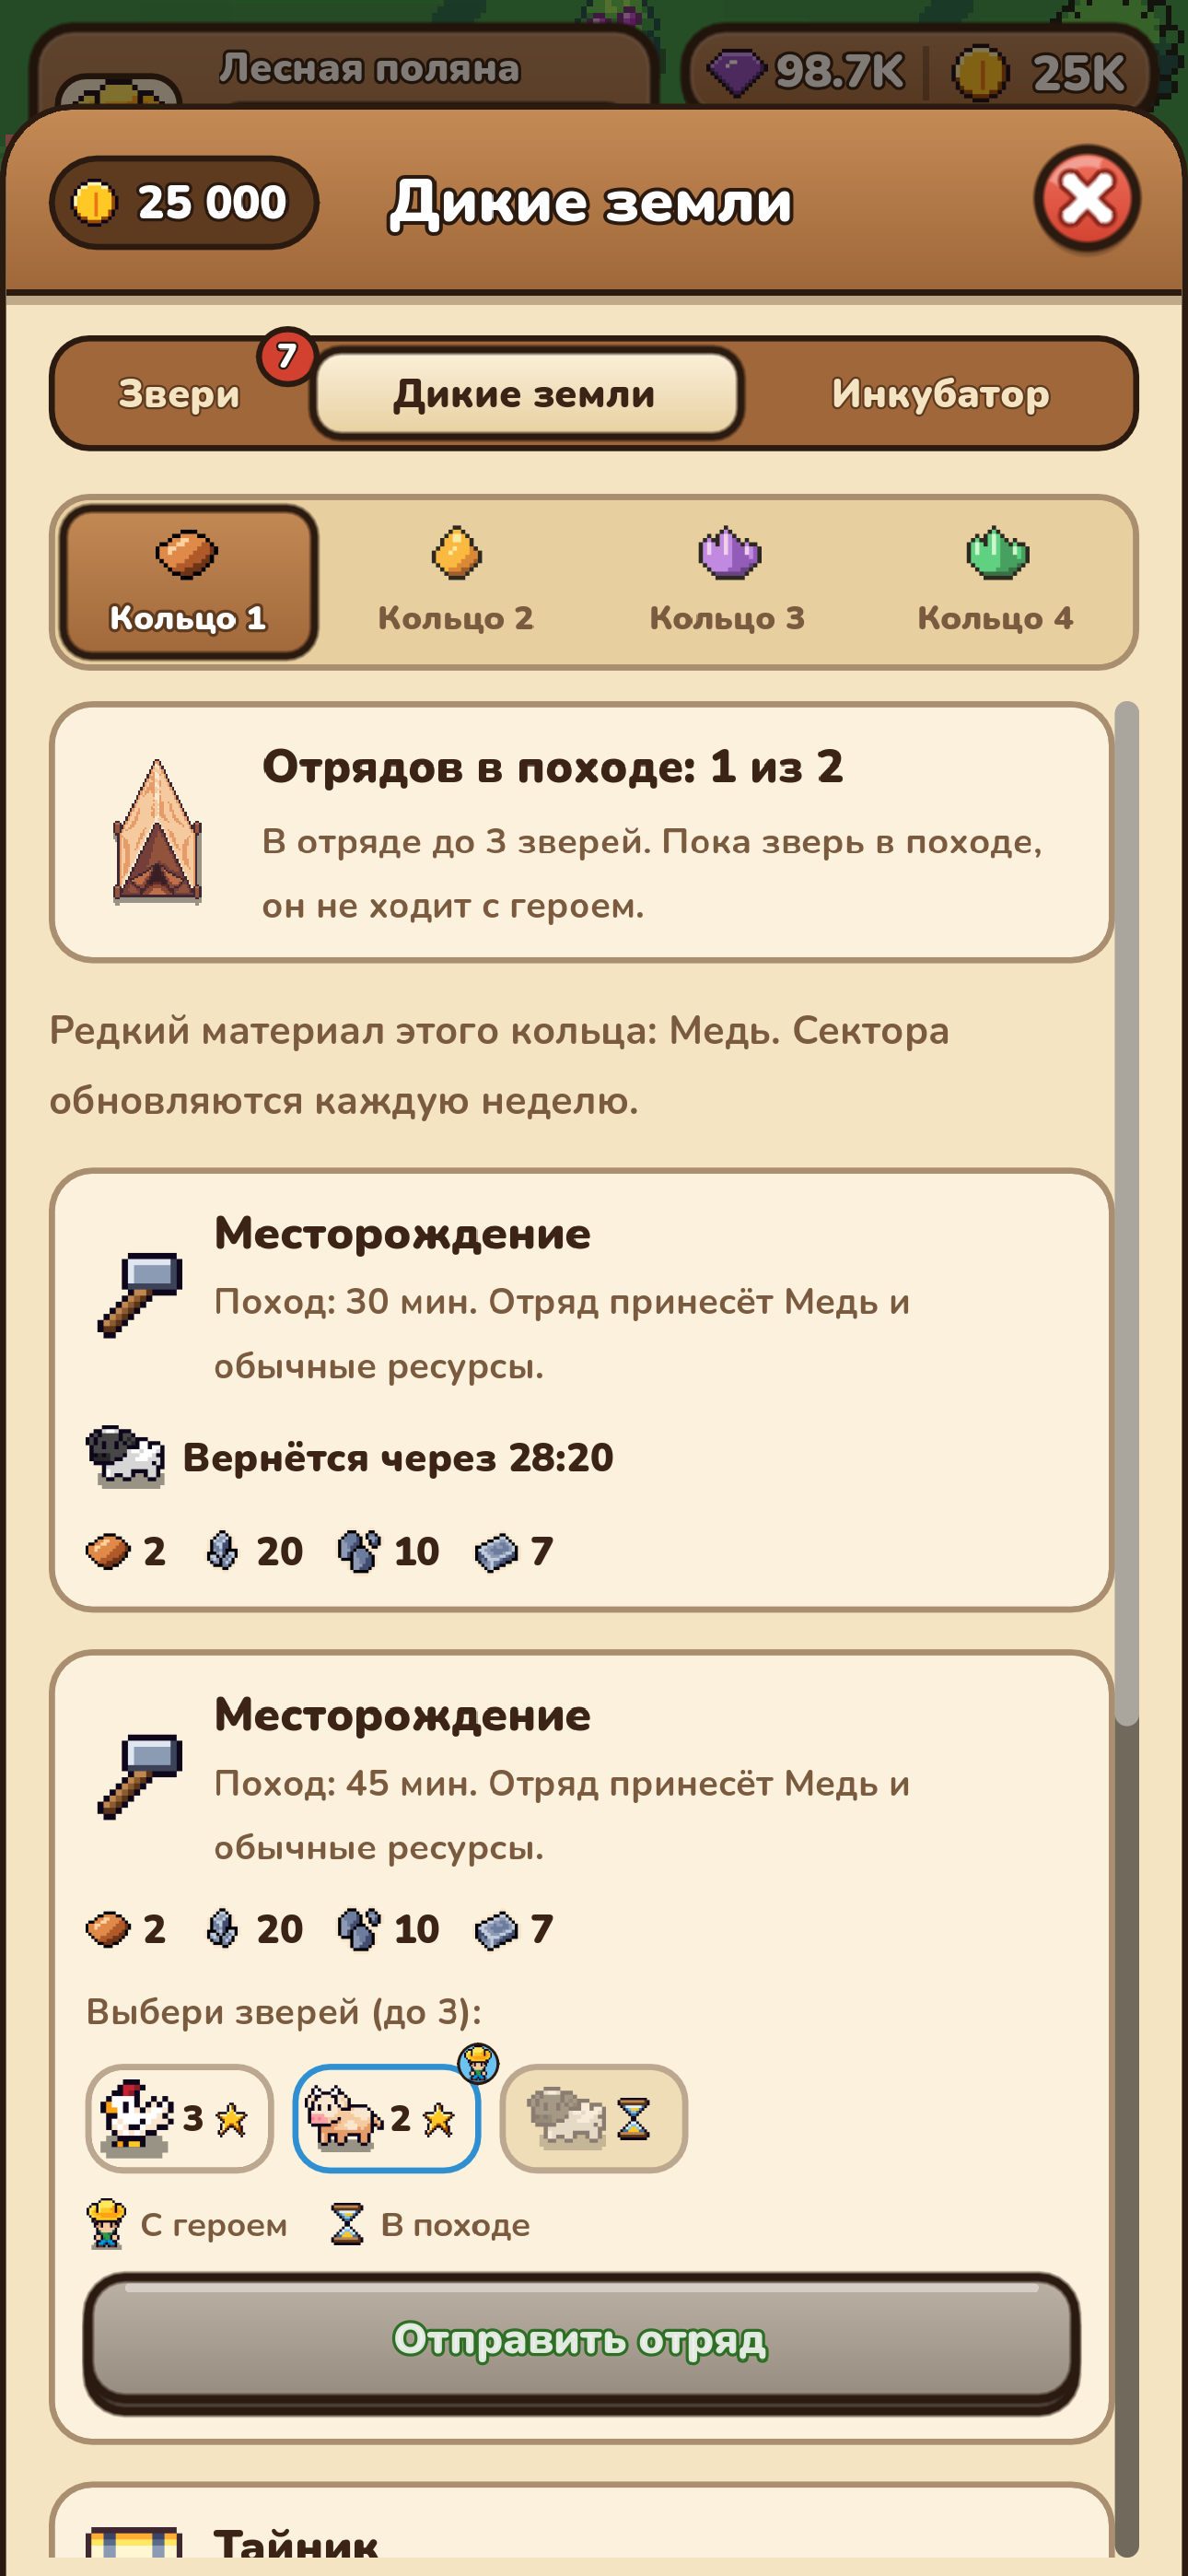 Лесная поляна
98.7K
25K
25 000
Дикие земли
7
Звери
Дикие земли
Инкубатор
Кольцо 1
Кольцо 2
Кольцо 3
Кольцо 4
Отрядов в походе: 1 из 2
В отряде до 3 зверей. Пока зверь в походе,
он не ходит с героем.
Редкий материал этого кольца: Медь. Сектора
обновляются каждую неделю.
Месторождение
Поход: 30 мин. Отряд принесёт Медь и
обычные ресурсы.
Вернётся через 28:20
2 20 10 7
Месторождение
Поход: 45 мин. Отряд принесёт Медь и
обычные ресурсы.
2 20 10 7
Выбери зверей (до 3):
3 2
С героем В походе
Отправить отряд
Тайник